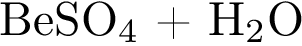 BeSO₄ + H₂O